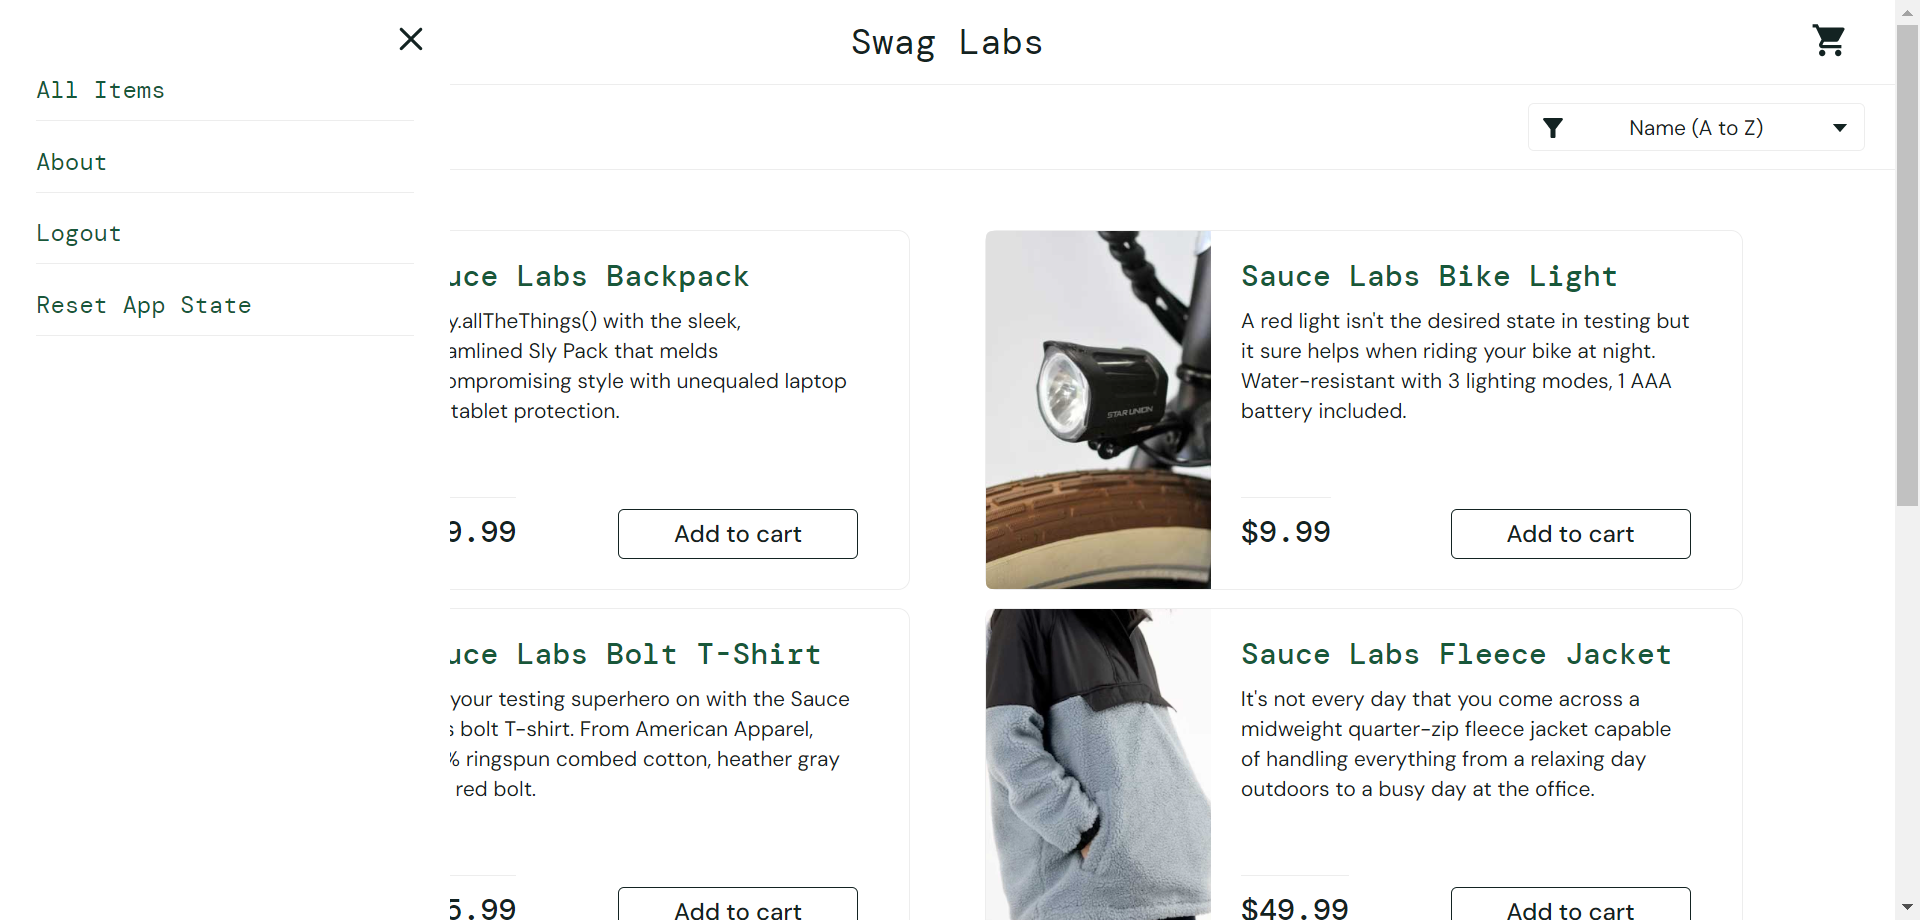 All Items
About
Logout
Reset App State
Swag Labs
Name (A to Z)
Labs Backpack
with the sleek,
Sly Pack that melds
style with unequaled laptop
tablet protection.
9.99
Add to cart
STAR UNION
Sauce Labs Bike Light
A red light isn't the desired state in testing but
it sure helps when riding your bike at night.
Water-resistant with 3 lighting modes, 1 AAA
battery included.
$9.99
Add to cart
Labs Bolt T-Shirt
your testing superhero on with the Sauce
bolt T-shirt. From American Apparel,
ringspun combed cotton, heather gray
red bolt.
5.99
Add to cart
Sauce Labs Fleece Jacket
It's not every day that you come across a
midweight quarter-zip fleece jacket capable
of handling everything from a relaxing day
outdoors to a busy day at the office.
$49.99
Add to cart